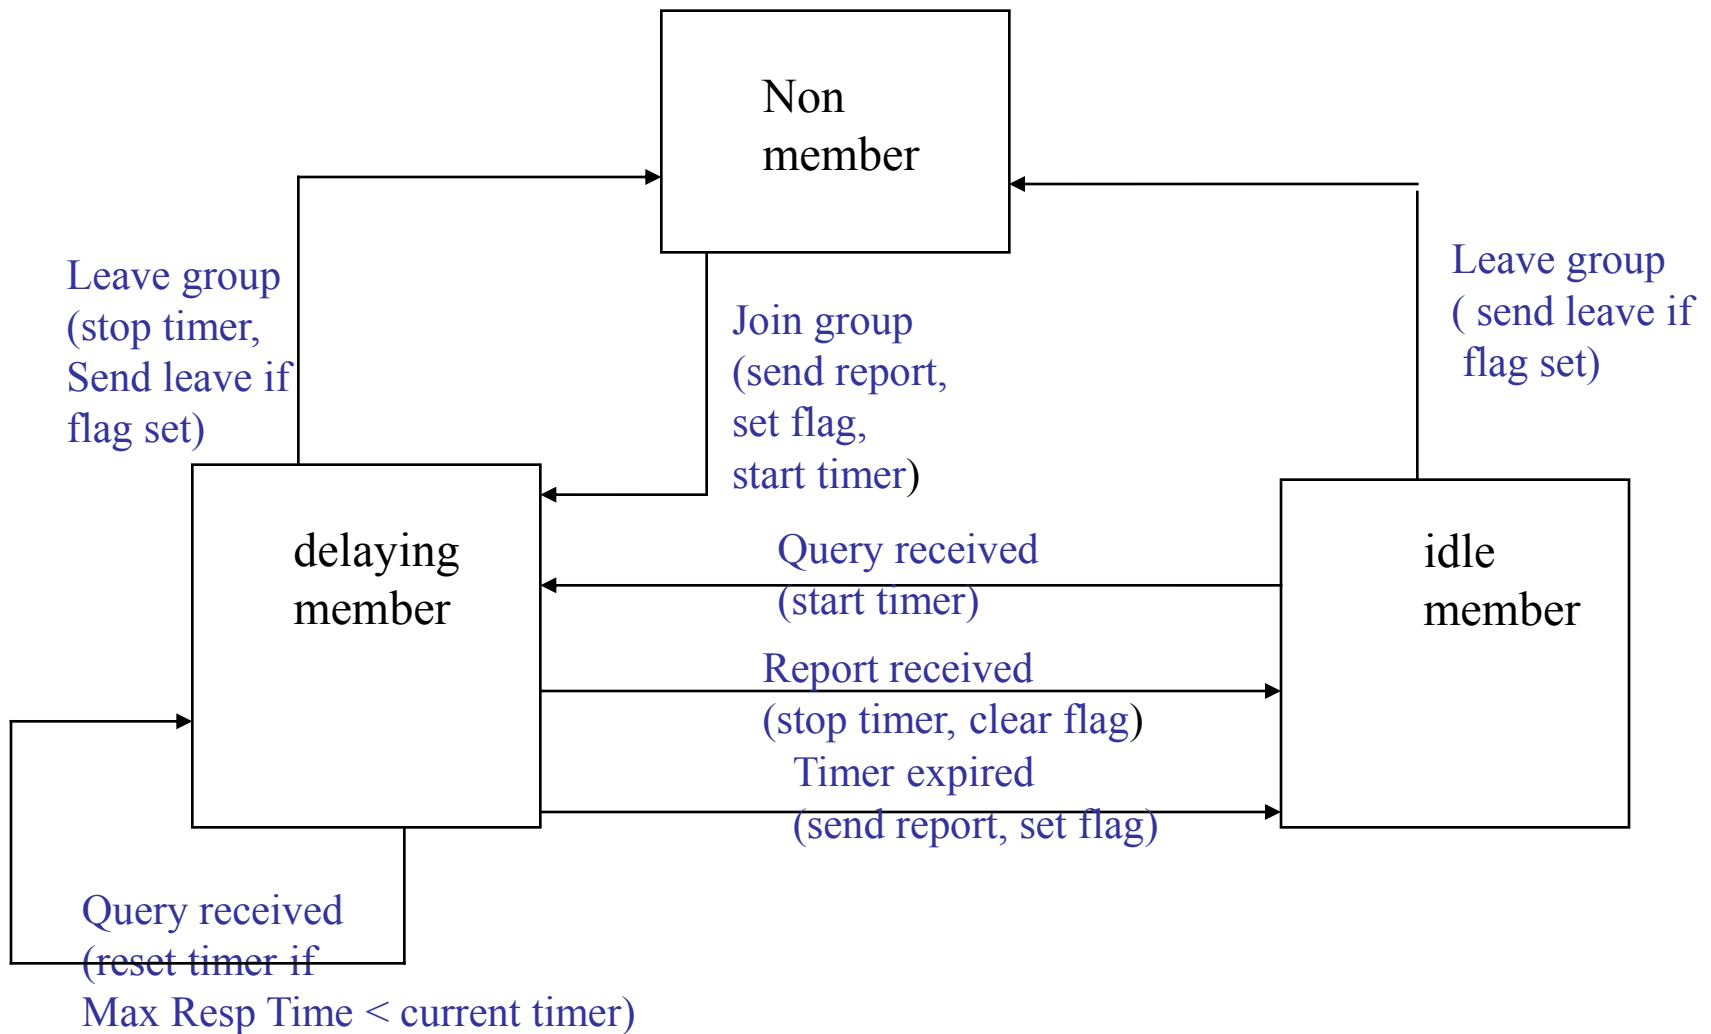 Non
member
Leave group
(stop timer,
Send leave if
flag set)
Join group
(send report,
set flag,
start timer)
Leave group
( send leave if
flag set)
delaying
member
Query received
(start timer)
Report received
(stop timer, clear flag)
Timer expired
(send report, set flag)
idle
member
Query received
(reset timer if
Max Resp Time < current timer)